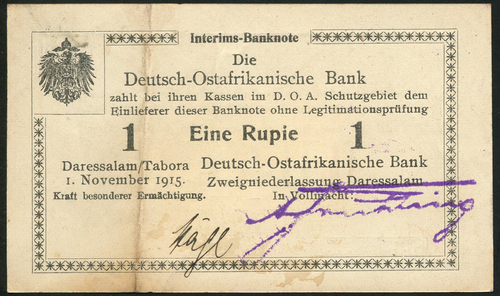 Interims-Banknote
Die
Deutsch-Ostafrikanische Bank
zahlt bei ihren Kassen im D. O. A. Schutzgebiet dem
Einlieferer dieser Banknote ohne Legitimationsprüfung
1 Eine Rupie 1
Daressalam/Tabora
1. November 1915.
Kraft besonderer Ermächtigung.
Deutsch-Ostafrikanische Bank
Zweigniederlassung Daressalam
In Vollmacht: